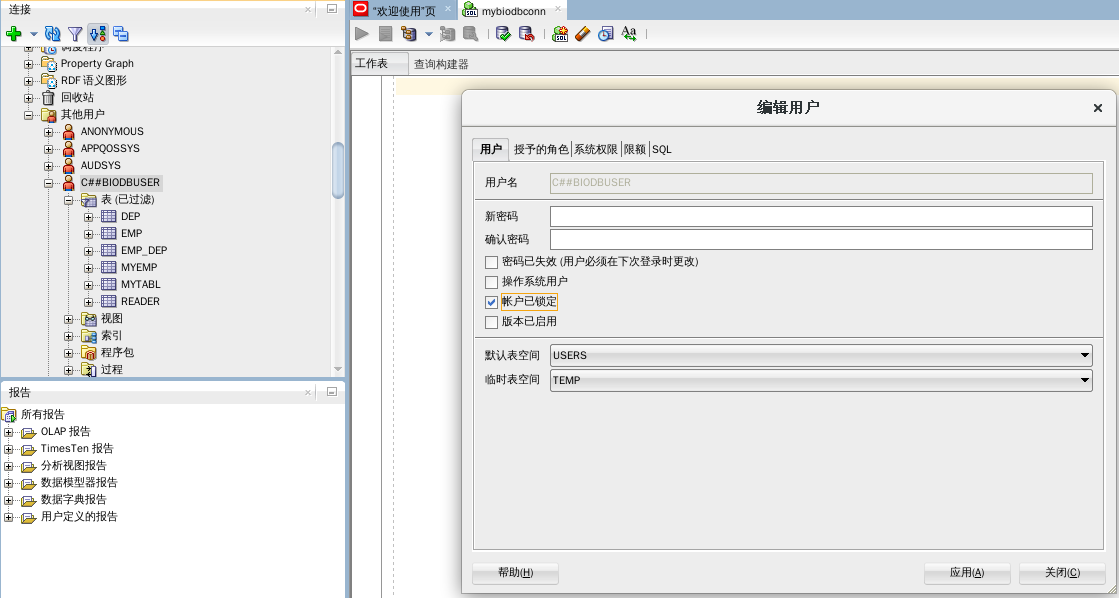 连接
调度程序
Property Graph
RDF 语义图形
回收站
其他用户
ANONYMOUS
APPQOSSYS
AUDSYS
C##BIODBUSER
表 (已过滤)
DEP
EMP
EMP_DEP
MYEMP
MYTABL
READER
视图
索引
程序包
过程
报告
所有报告
OLAP 报告
TimesTen 报告
分析视图报告
数据模型器报告
数据字典报告
用户定义的报告
"欢迎使用"页
mybiodbconn
SQL
SQL
SQL
Aa
工作表
查询构建器
编辑用户
用户 授予的角色 系统权限 限额 SQL
用户名 C##BIODBUSER
新密码
确认密码
密码已失效 (用户必须在下次登录时更改)
操作系统用户
帐户已锁定
版本已启用
默认表空间 USERS
临时表空间 TEMP
帮助(H) 应用(A) 关闭(C)